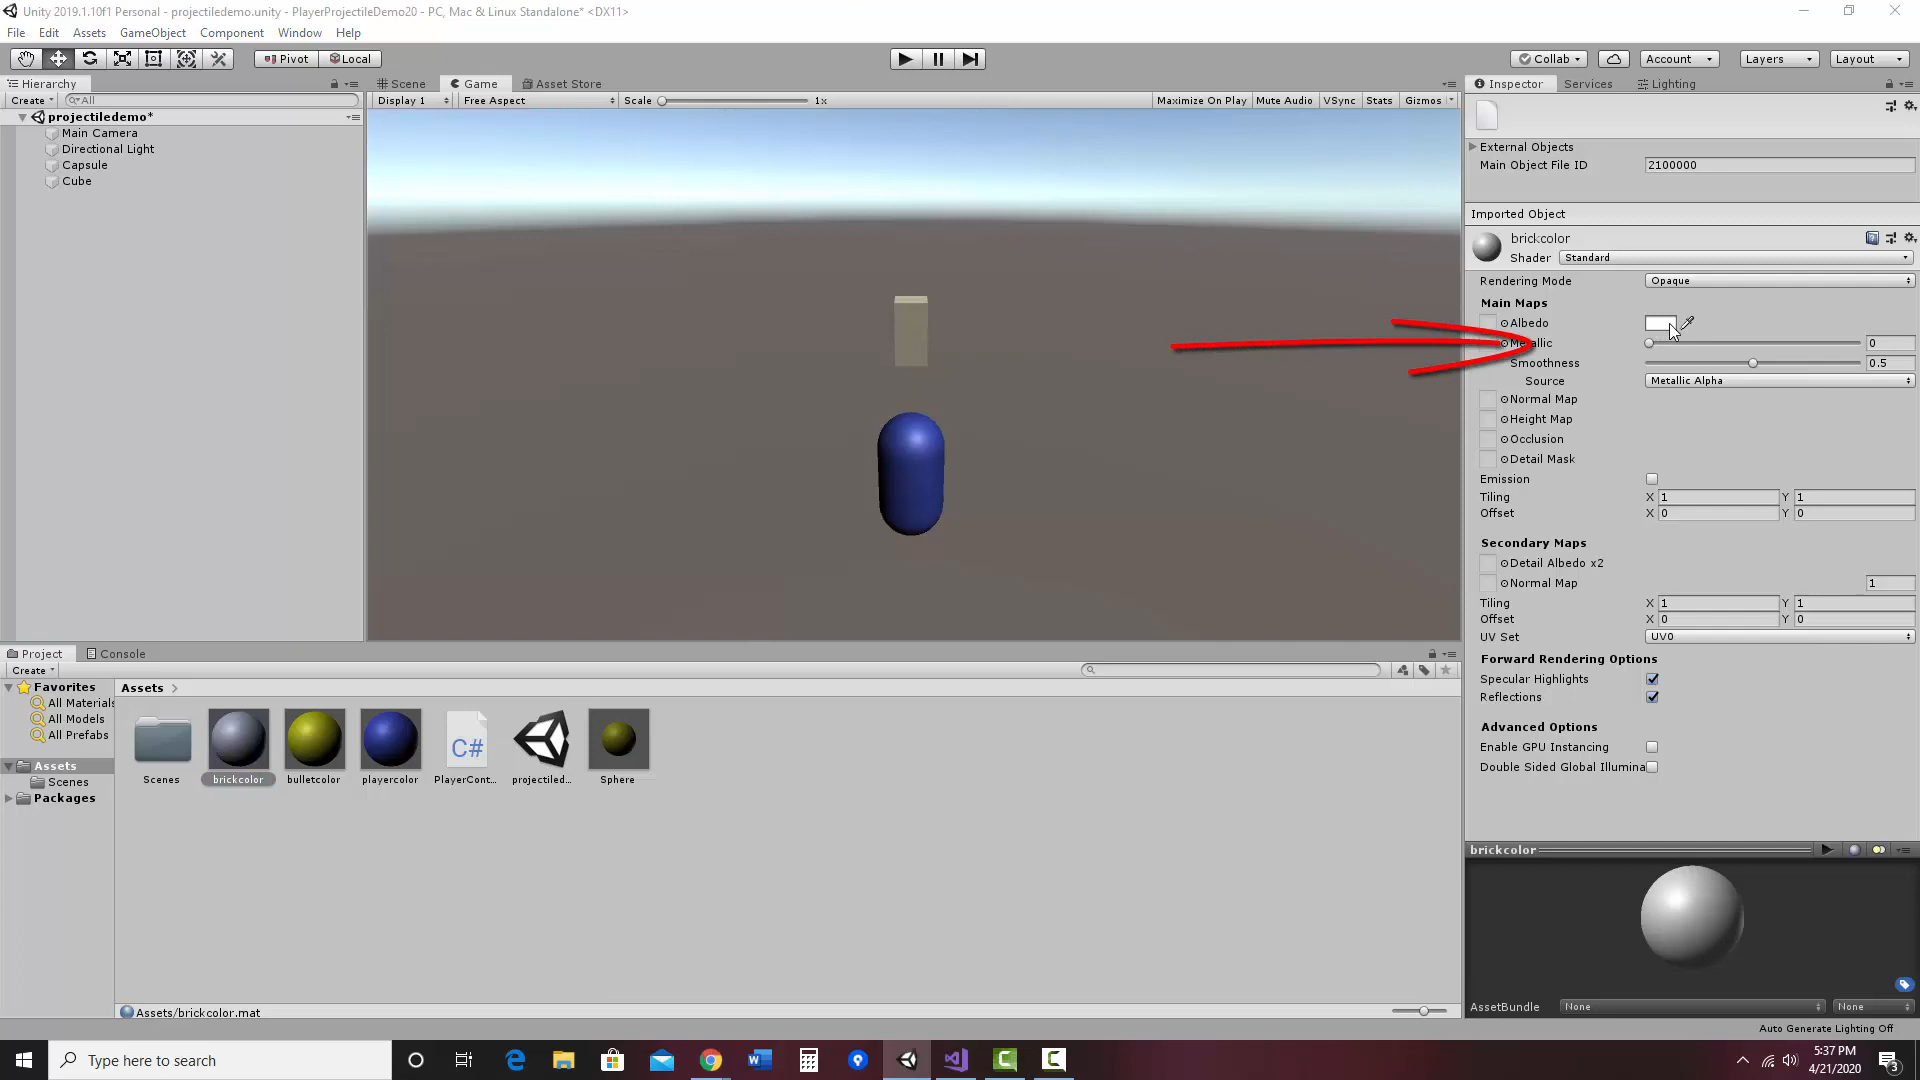 Unity 2019.1.10f1 Personal - projectiledemo.unity - PlayerProjectileDemo20 - PC, Mac & Linux Standalone* <DX11>
File Edit Assets GameObject Component Window Help
Pivot Local Collab Account Layers Layout
Hierarchy
Create All
projectiledemo*
Main Camera
Directional Light
Capsule
Cube
Scene Game Asset Store
Display 1 Free Aspect Scale 1x Maximize On Play Mute Audio VSync Stats Gizmos
Inspector Services Lighting
External Objects
Main Object File ID 2100000
Imported Object
brickcolor
Shader Standard
Rendering Mode Opaque
Main Maps
Albedo
Metallic 0
Smoothness 0.5
Source Metallic Alpha
Normal Map
Height Map
Occlusion
Detail Mask
Emission
Tiling X 1 Y 1
Offset X 0 Y 0
Secondary Maps
Detail Albedo x2
Normal Map 1
Tiling X 1 Y 1
Offset X 0 Y 0
UV Set UV0
Forward Rendering Options
Specular Highlights
Reflections
Advanced Options
Enable GPU Instancing
Double Sided Global Illumina
brickcolor
AssetBundle None None
Auto Generate Lighting Off
Project Console
Create
Favorites
All Materials
All Models
All Prefabs
Assets
Scenes
Packages
Assets
Scenes brickcolor bulletcolor playercolor PlayerCont... projectiled... Sphere
C#
Assets/brickcolor.mat
Type here to search
5:37 PM
4/21/2020
3